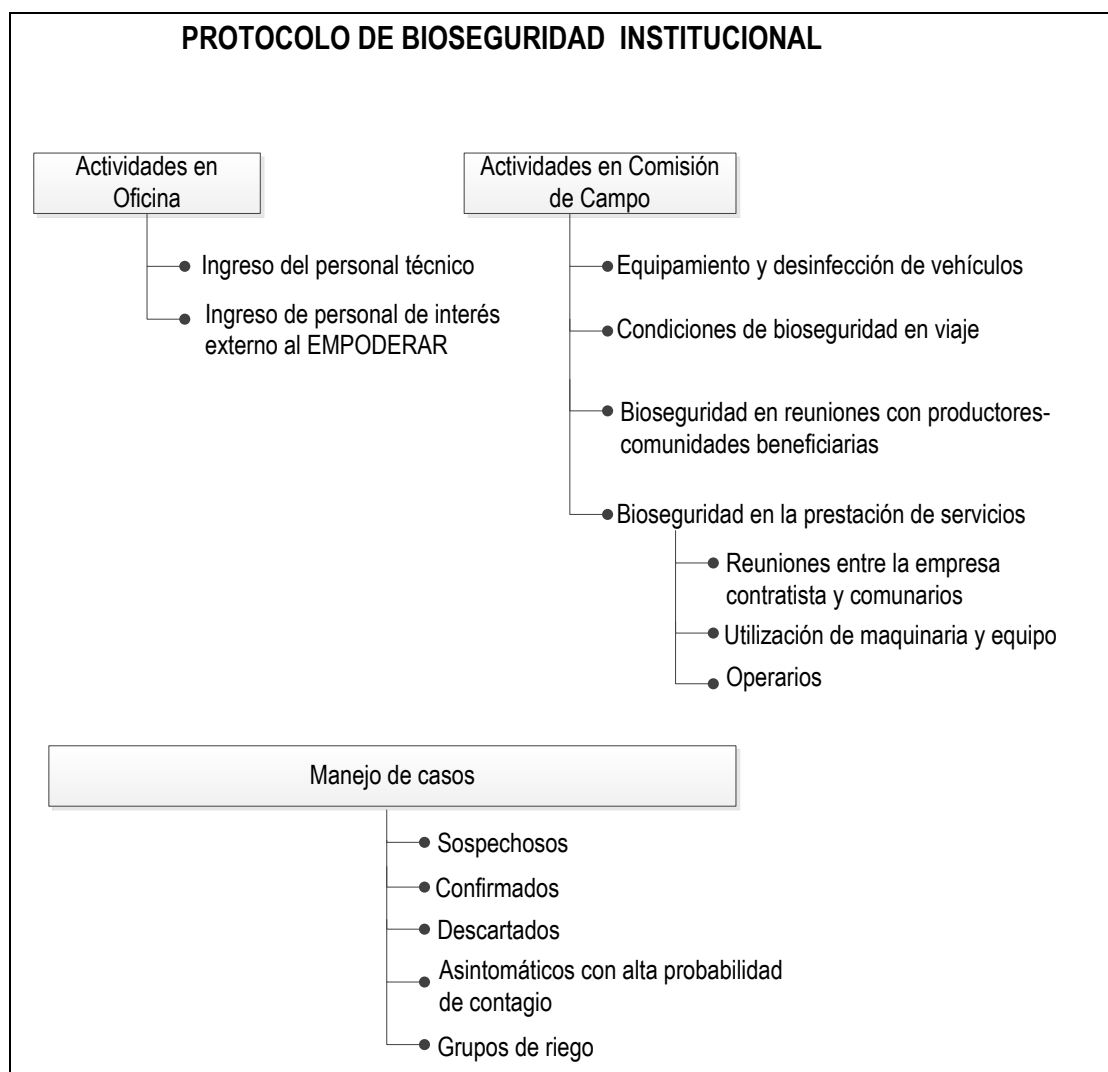 PROTOCOLO DE BIOSEGURIDAD INSTITUCIONAL
Actividades en
Oficina
Ingreso del personal técnico
Ingreso de personal de interés
externo al EMPODERAR
Actividades en Comisión
de Campo
Equipamiento y desinfección de vehículos
Condiciones de bioseguridad en viaje
Bioseguridad en reuniones con productores-
comunidades beneficiarias
Bioseguridad en la prestación de servicios
Reuniones entre la empresa
contratista y comunarios
Utilización de maquinaria y equipo
Operarios
Manejo de casos
Sospechosos
Confirmados
Descartados
Asintomáticos con alta probabilidad
de contagio
Grupos de riego